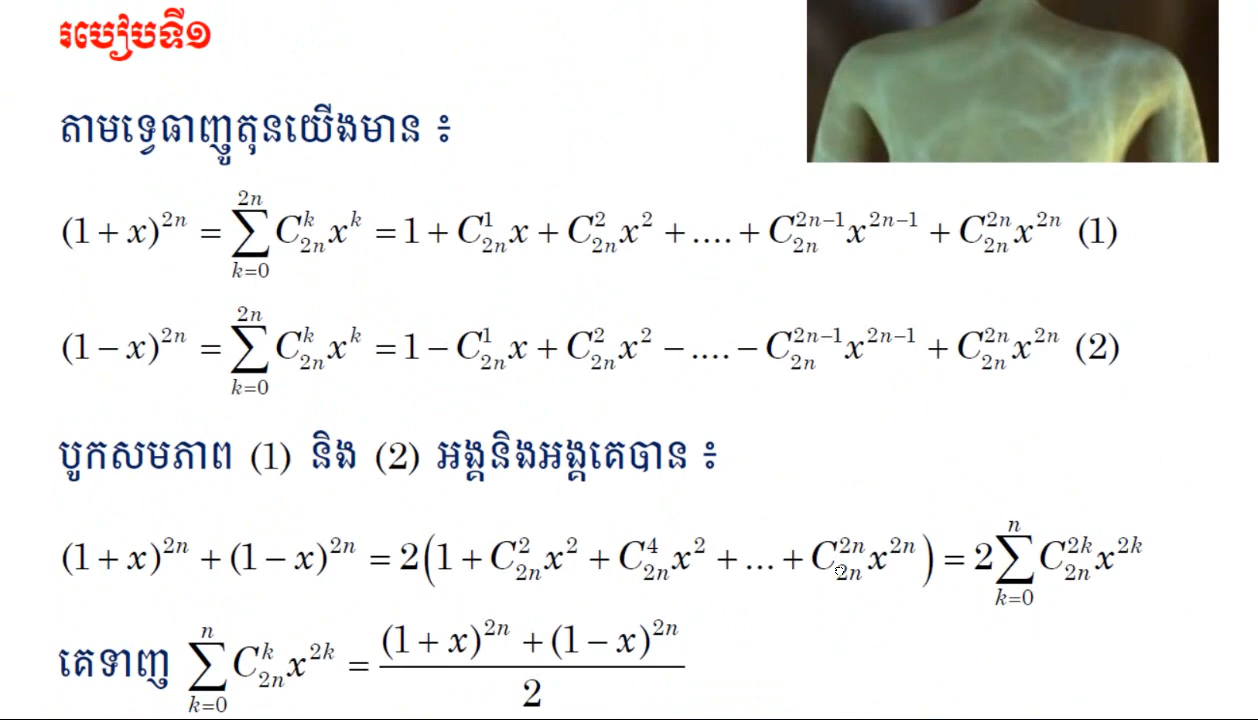 របៀបទី១
តាមទ្វេធាញូតុនយើងមាន ៖
$(1+x)^{2n} = \sum_{k=0}^{2n} C_{2n}^{k} x^{k} = 1 + C_{2n}^{1} x + C_{2n}^{2} x^{2} + .... + C_{2n}^{2n-1} x^{2n-1} + C_{2n}^{2n} x^{2n}$ (1)
$(1-x)^{2n} = \sum_{k=0}^{2n} C_{2n}^{k} x^{k} = 1 - C_{2n}^{1} x + C_{2n}^{2} x^{2} - .... - C_{2n}^{2n-1} x^{2n-1} + C_{2n}^{2n} x^{2n}$ (2)
បូកសមភាព (1) និង (2) អង្គនិងអង្គគេបាន ៖
$(1+x)^{2n} + (1-x)^{2n} = 2\left(1 + C_{2n}^{2} x^{2} + C_{2n}^{4} x^{2} + ... + C_{2n}^{2n} x^{2n}\right) = 2\sum_{k=0}^{n} C_{2n}^{2k} x^{2k}$
គេទាញ $\sum_{k=0}^{n} C_{2n}^{k} x^{2k} = \frac{(1+x)^{2n} + (1-x)^{2n}}{2}$